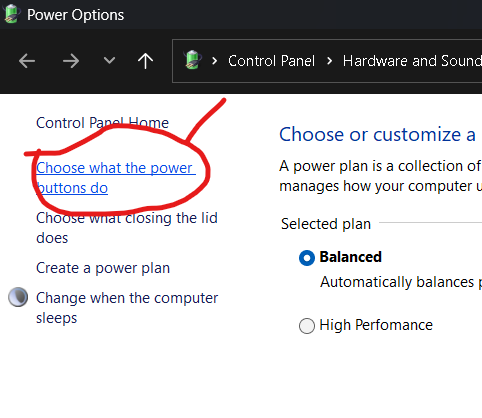 Power Options
Control Panel > Hardware and Sound
Control Panel Home
Choose what the power
buttons do
Choose what closing the lid
does
Create a power plan
Change when the computer
sleeps
Choose or customize a
A power plan is a collection of
manages how your computer u
Selected plan
Balanced
Automatically balances p
High Perfomance